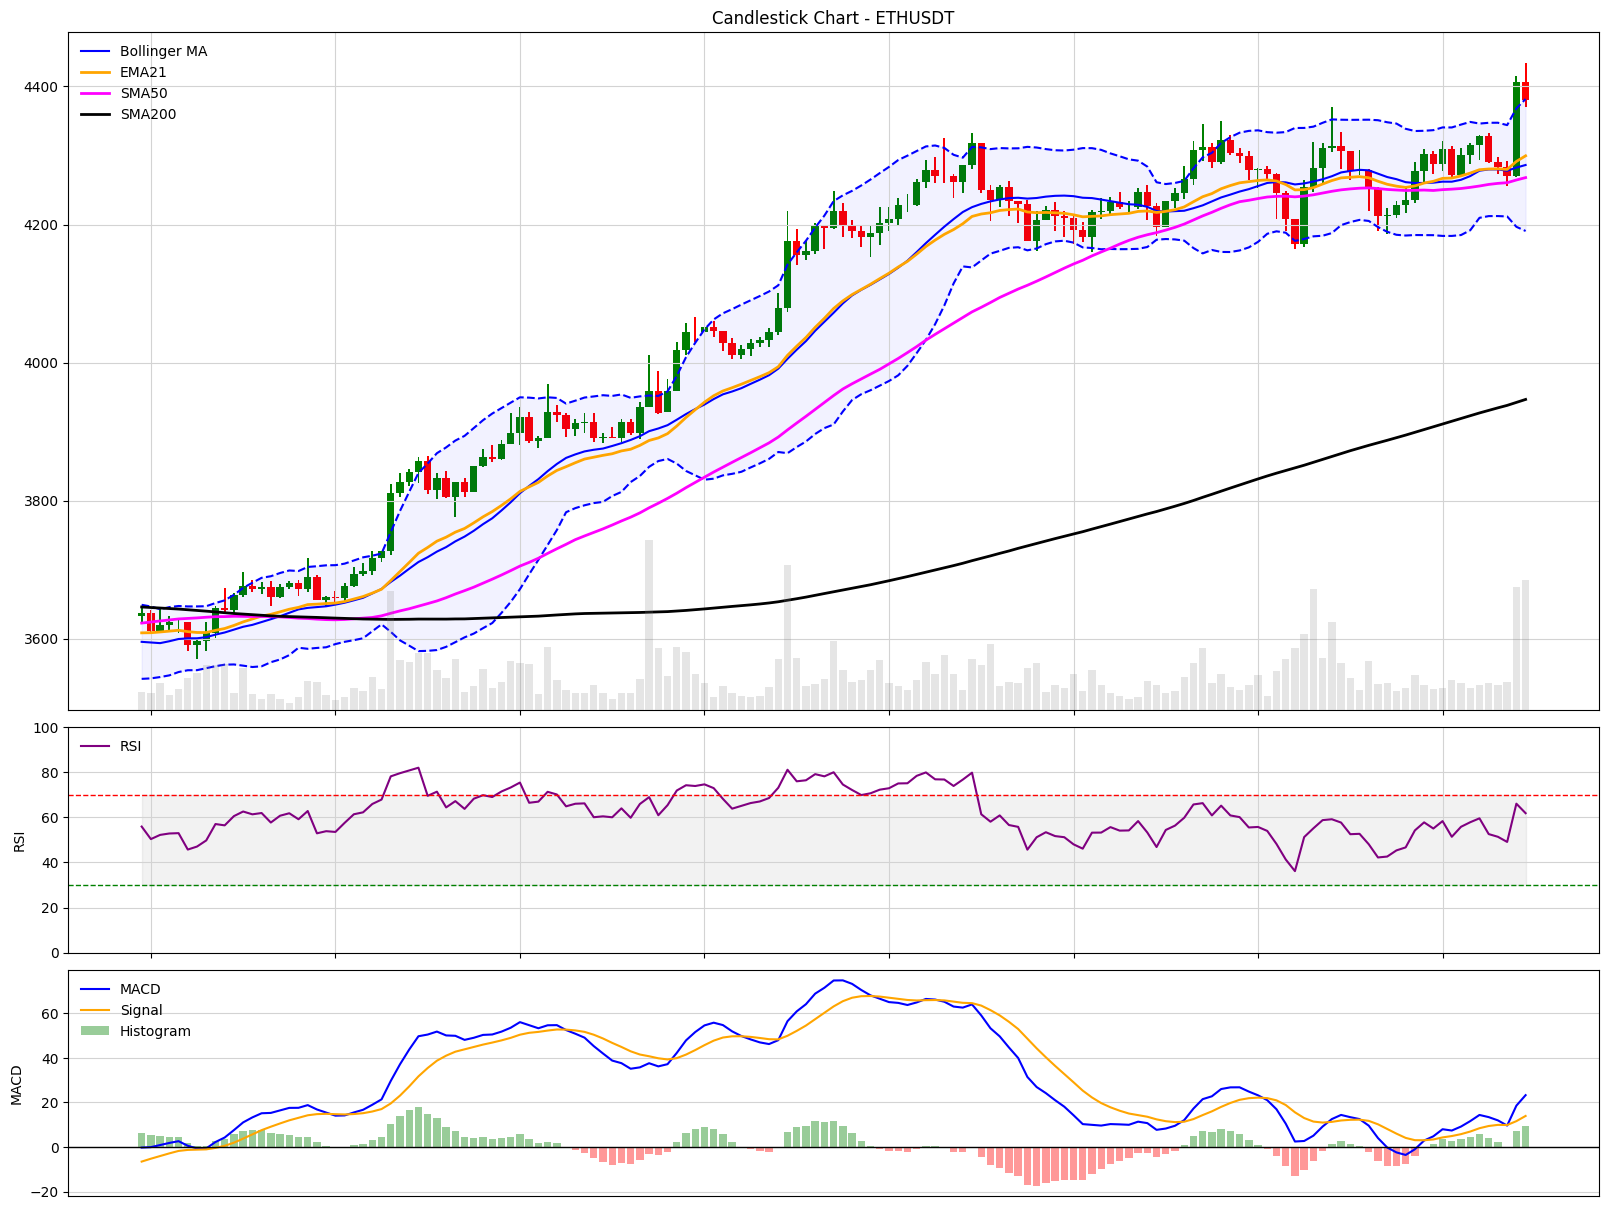 Candlestick Chart - ETHUSDT
Bollinger MA
EMA21
SMA50
SMA200
4400
4200
4000
3800
3600
100
80
60
40
20
0
RSI
RSI
60
40
20
0
−20
MACD
MACD
Signal
Histogram